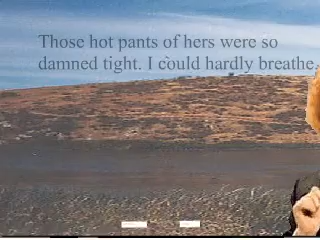 Those hot pants of hers were so
damned tight. I could hardly breathe.